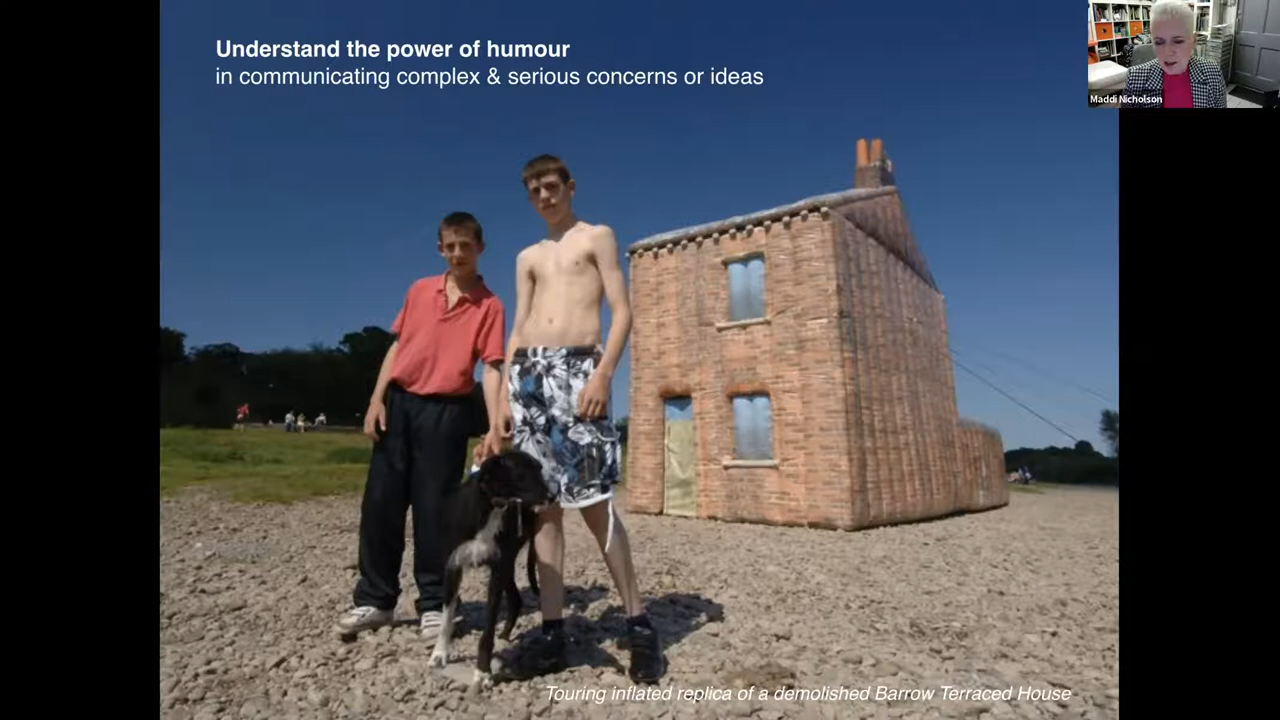 Understand the power of humour
in communicating complex & serious concerns or ideas
Maddi Nicholson
Touring inflated replica of a demolished Barrow Terraced House